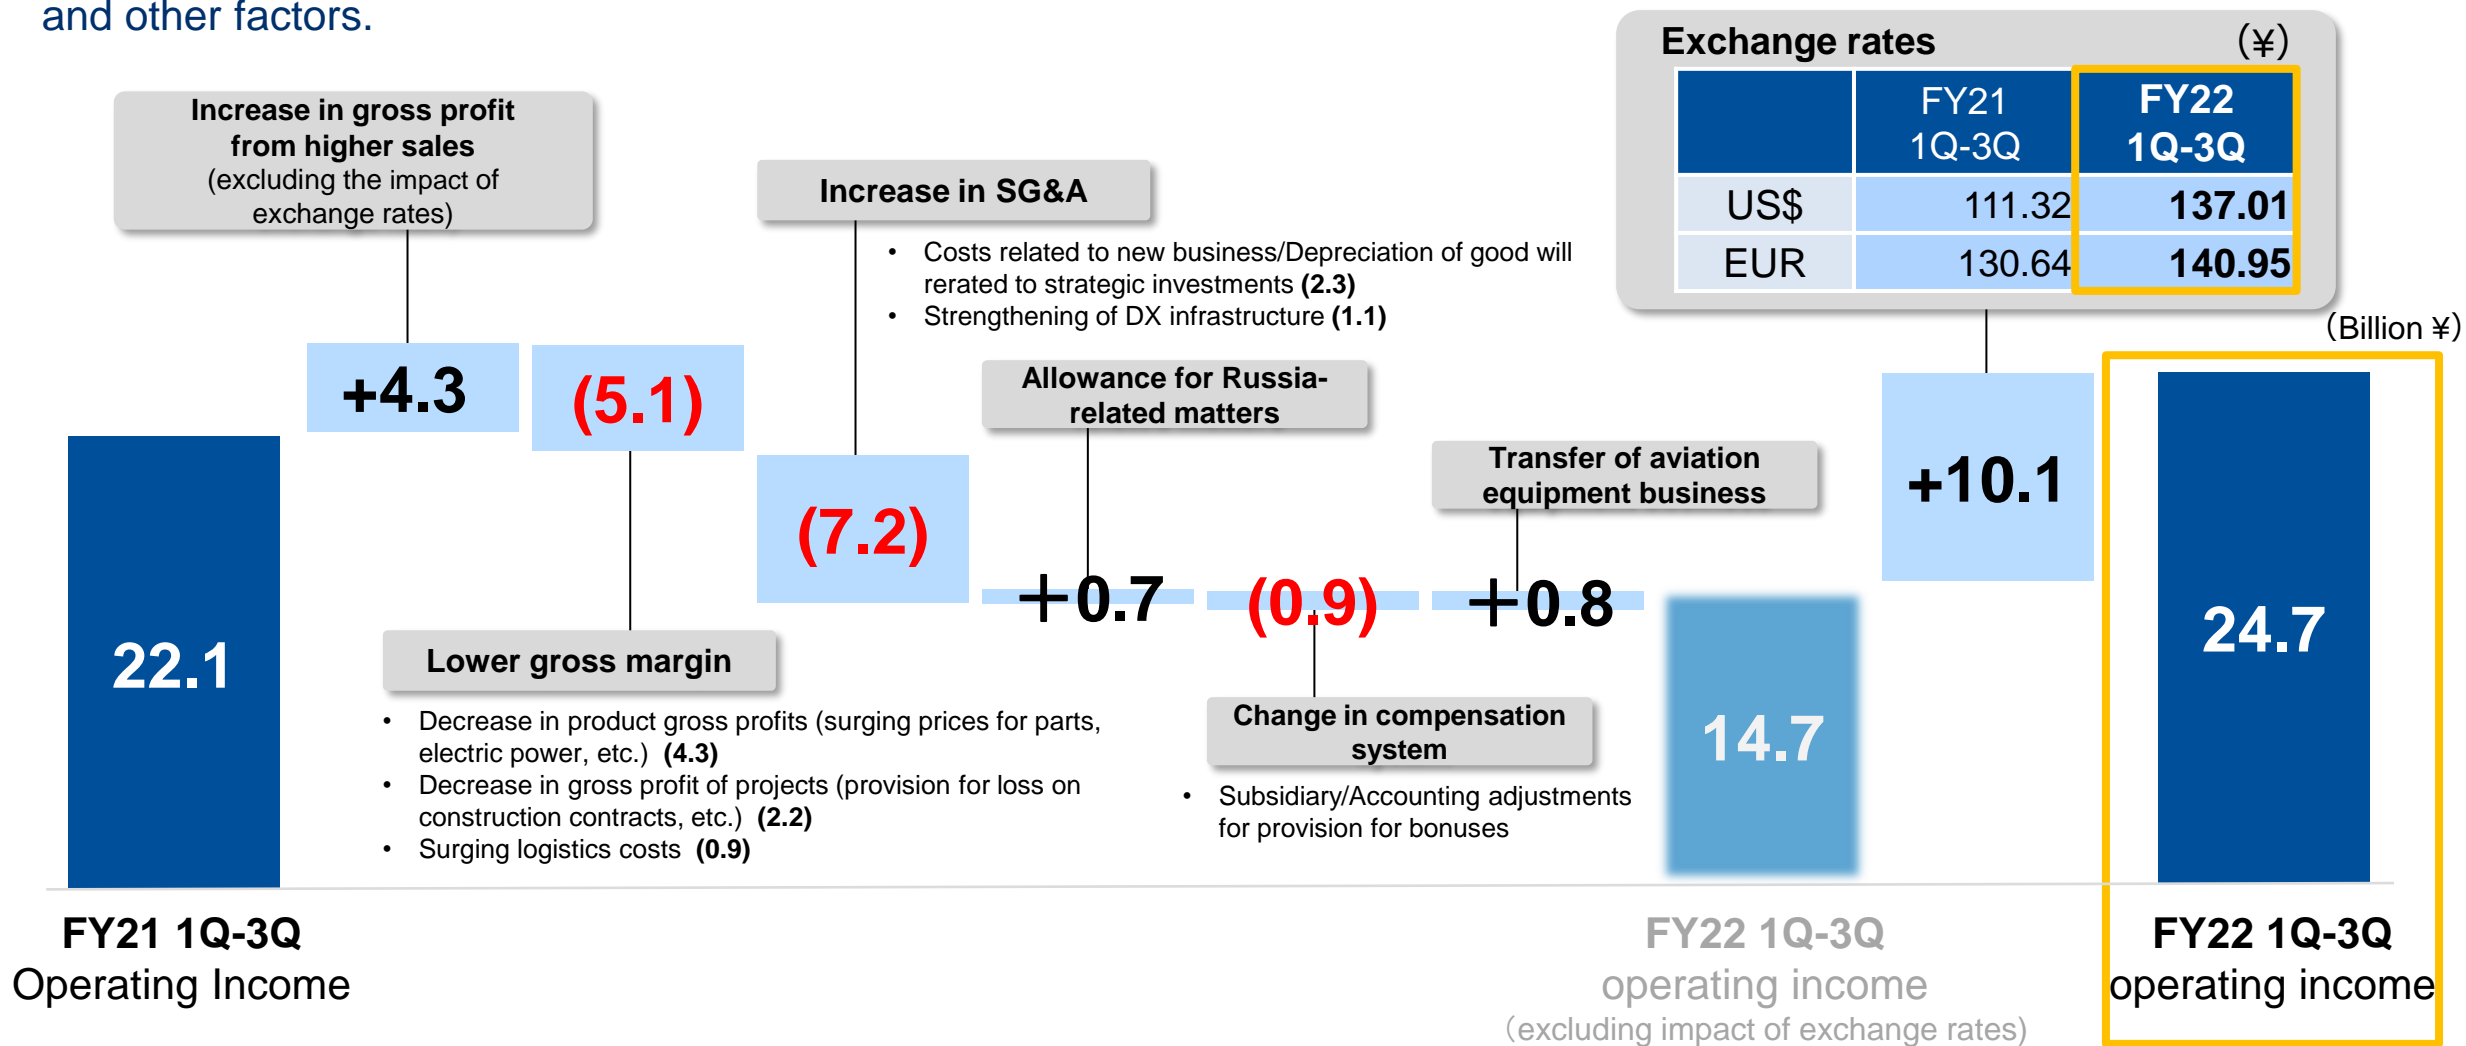 and other factors.
Exchange rates (¥)
FY21 FY22
1Q-3Q 1Q-3Q
US$ 111.32 137.01
EUR 130.64 140.95
(Billion ¥)
Increase in gross profit
from higher sales
(excluding the impact of
exchange rates)
Increase in SG&A
• Costs related to new business/Depreciation of good will
rerated to strategic investments (2.3)
• Strengthening of DX infrastructure (1.1)
Allowance for Russia-
related matters
Transfer of aviation
equipment business
22.1
+4.3
(5.1)
(7.2)
+0.7
(0.9)
+0.8
14.7
+10.1
24.7
Lower gross margin
• Decrease in product gross profits (surging prices for parts,
electric power, etc.) (4.3)
• Decrease in gross profit of projects (provision for loss on
construction contracts, etc.) (2.2)
• Surging logistics costs (0.9)
Change in compensation
system
• Subsidiary/Accounting adjustments
for provision for bonuses
FY21 1Q-3Q
Operating Income
FY22 1Q-3Q
operating income
(excluding impact of exchange rates)
FY22 1Q-3Q
operating income